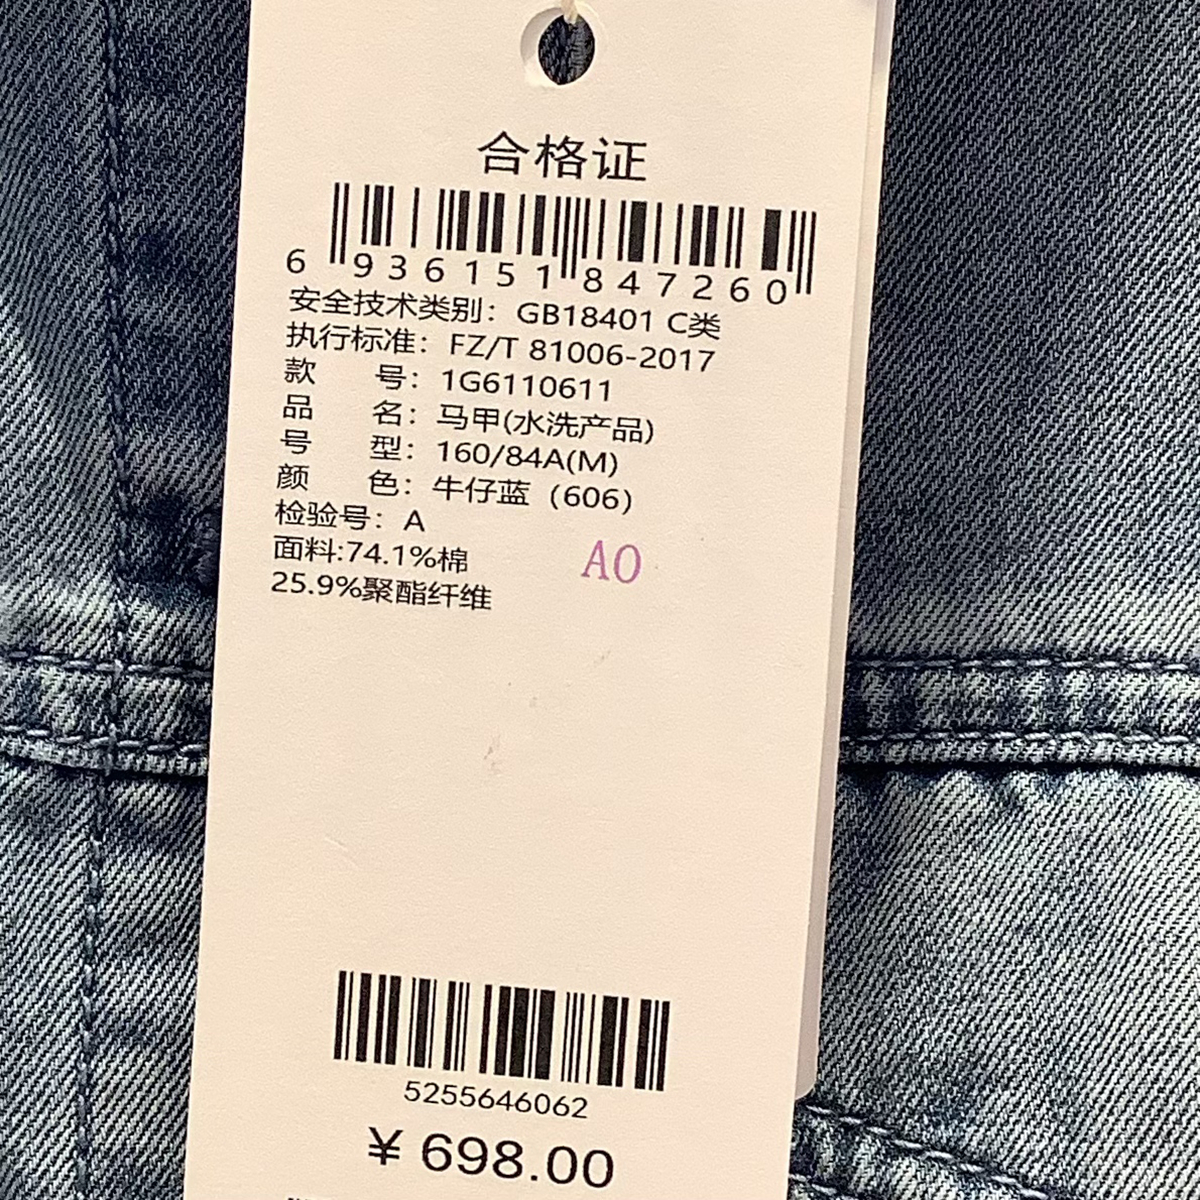 合格证
6 936151 847260
安全技术类别：GB18401 C类
执行标准：FZ/T 81006-2017
款 号：1G6110611
品 名：马甲(水洗产品)
号 型：160/84A(M)
颜 色：牛仔蓝（606）
检验号：A
面料:74.1%棉
AO
25.9%聚酯纤维
5255646062
¥ 698.00